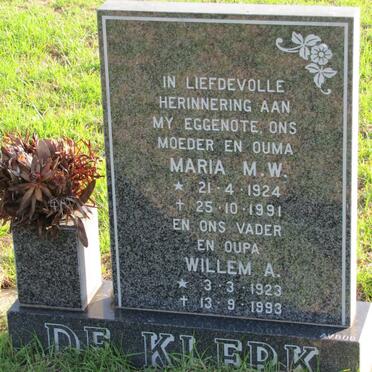 IN LIEFDEVOLLE
HERINNERING AAN
MY EGGENOTE, ONS
MOEDER EN OUMA
MARIA M.W.
★ 21-4-1924
✝ 25-10-1991
EN ONS VADER
EN OUPA
WILLEM A.
★ 3-3-1923
✝ 13-9-1993
DE KLERK